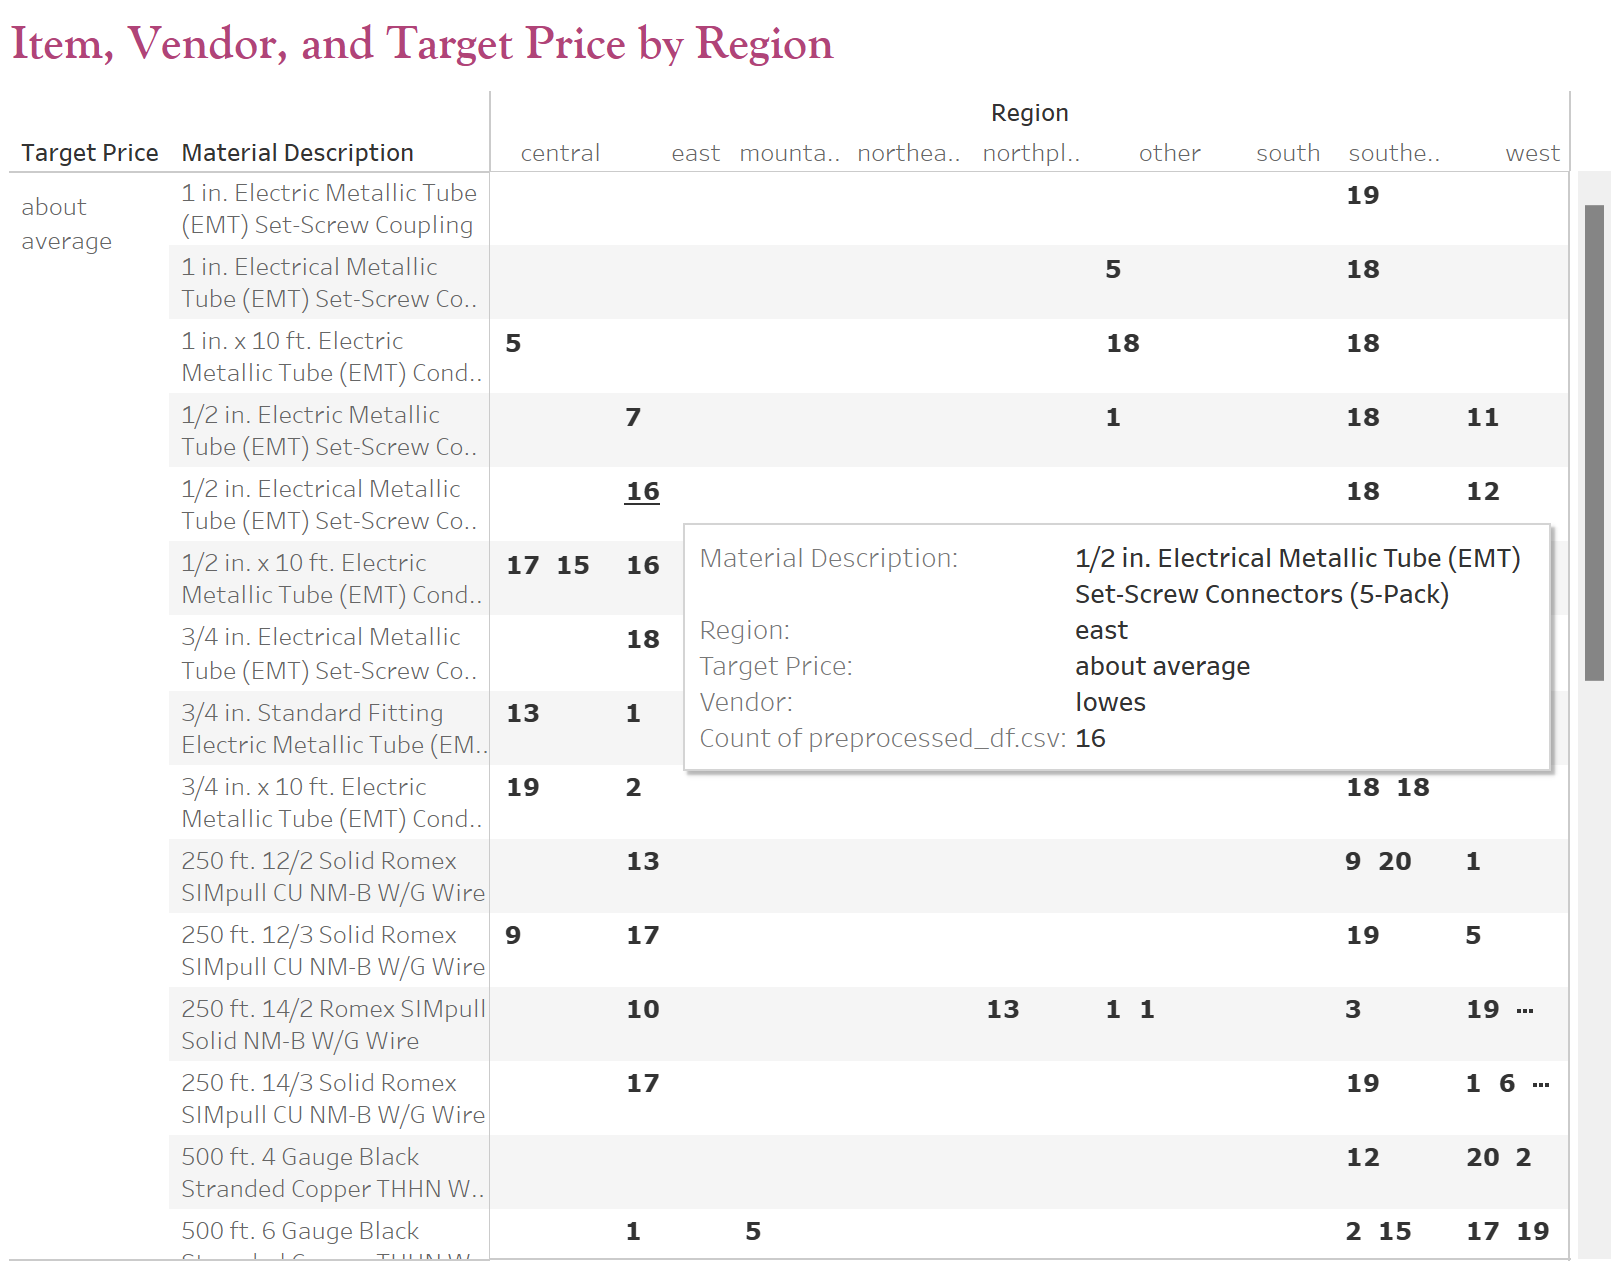 Item, Vendor, and Target Price by Region
Region
Target Price Material Description central east mounta.. northea.. northpl.. other south southe.. west
about average
1 in. Electric Metallic Tube 19
(EMT) Set-Screw Coupling
1 in. Electrical Metallic 5 18
Tube (EMT) Set-Screw Co..
1 in. x 10 ft. Electric 5 18 18
Metallic Tube (EMT) Cond..
1/2 in. Electric Metallic 7 1 18 11
Tube (EMT) Set-Screw Co..
1/2 in. Electrical Metallic 16 18 12
Tube (EMT) Set-Screw Co..
1/2 in. x 10 ft. Electric 17 15 16
Metallic Tube (EMT) Cond..
3/4 in. Electrical Metallic 18
Tube (EMT) Set-Screw Co..
3/4 in. Standard Fitting 13 1
Electric Metallic Tube (EM..
3/4 in. x 10 ft. Electric 19 2 18 18
Metallic Tube (EMT) Cond..
250 ft. 12/2 Solid Romex 13 9 20 1
SIMpull CU NM-B W/G Wire
250 ft. 12/3 Solid Romex 9 17 19 5
SIMpull CU NM-B W/G Wire
250 ft. 14/2 Romex SIMpull 10 13 1 1 3 19 ...
Solid NM-B W/G Wire
250 ft. 14/3 Solid Romex 17 19 1 6 ...
SIMpull CU NM-B W/G Wire
500 ft. 4 Gauge Black 12 20 2
Stranded Copper THHN W..
500 ft. 6 Gauge Black 1 5 2 15 17 19
Material Description: 1/2 in. Electrical Metallic Tube (EMT)
Set-Screw Connectors (5-Pack)
Region: east
Target Price: about average
Vendor: lowes
Count of preprocessed_df.csv: 16